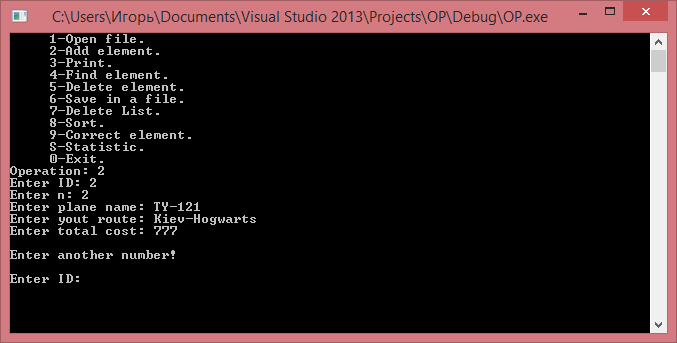 C:\Users\Игорь\Documents\Visual Studio 2013\Projects\OP\Debug\OP.exe
1-Open file.
2-Add element.
3-Print.
4-Find element.
5-Delete element.
6-Save in a file.
7-Delete List.
8-Sort.
9-Correct element.
S-Statistic.
0-Exit.
Operation: 2
Enter ID: 2
Enter n: 2
Enter plane name: TY-121
Enter yout route: Kiev-Hogwarts
Enter total cost: 777
Enter another number!
Enter ID: